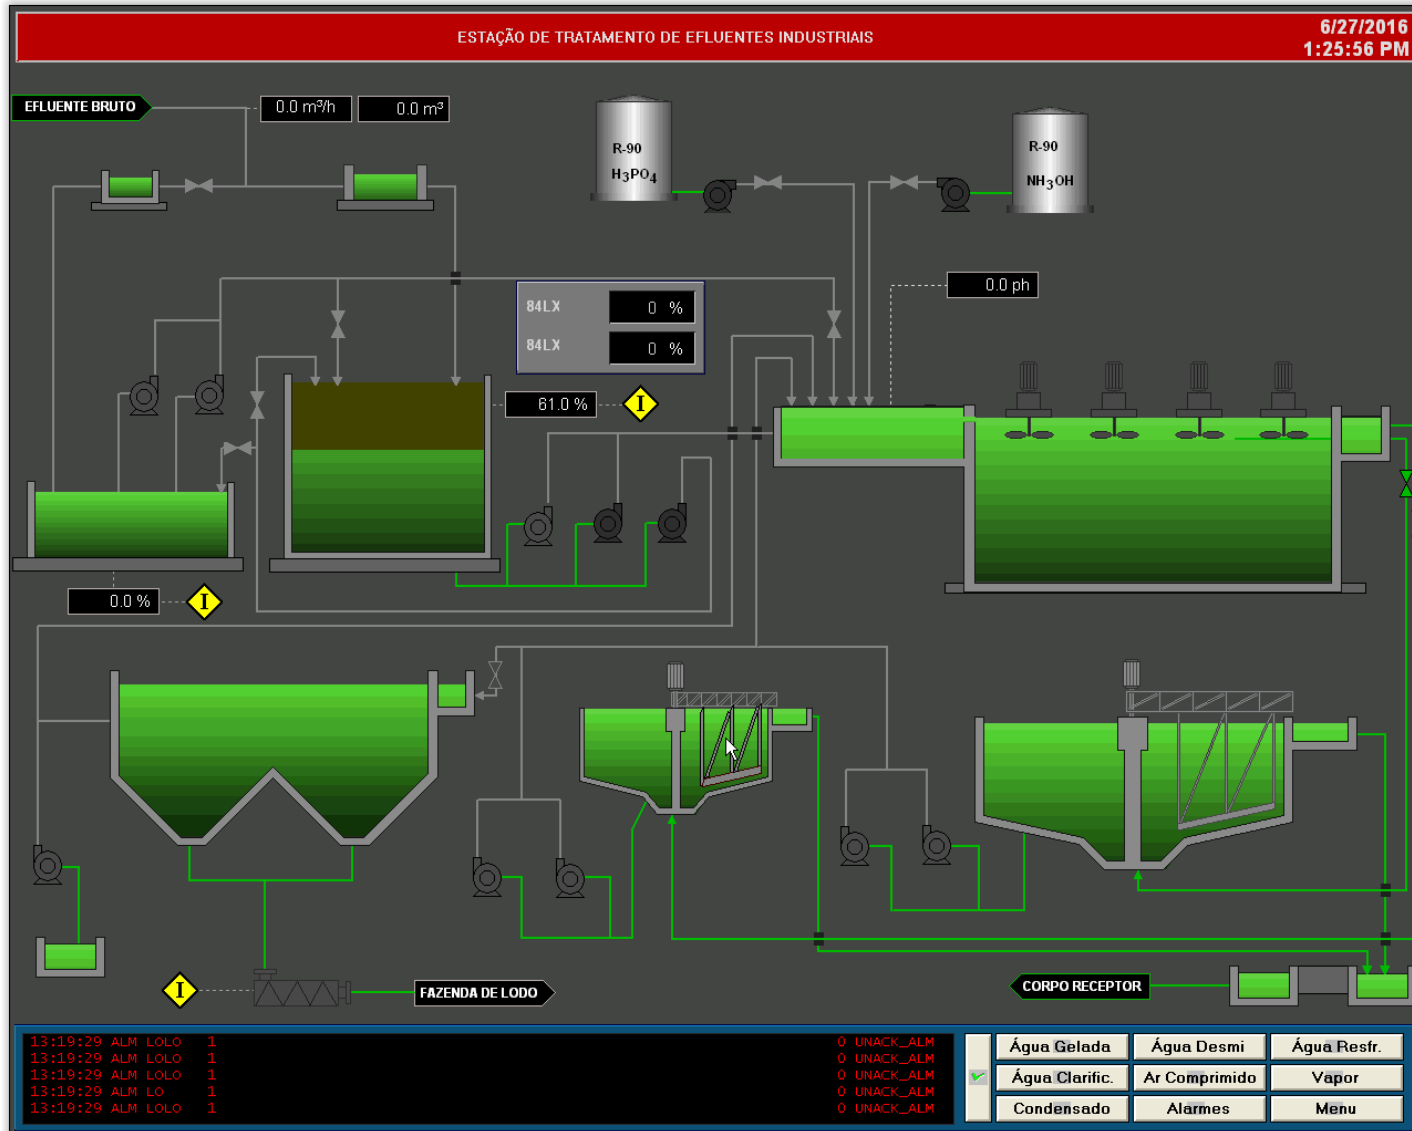 ESTAÇÃO DE TRATAMENTO DE EFLUENTES INDUSTRIAIS
6/27/2016
1:25:56 PM
EFLUENTE BRUTO
0.0 m³/h
0.0 m³
R-90
H3PO4
R-90
NH3OH
84LX 0 %
84LX 0 %
0.0 ph
61.0 %
I
0.0 %
I
I
FAZENDA DE LODO
CORPO RECEPTOR
13:19:29 ALM LOLO 1 0 UNACK_ALM
13:19:29 ALM LOLO 1 0 UNACK_ALM
13:19:29 ALM LOLO 1 0 UNACK_ALM
13:19:29 ALM LO 1 0 UNACK_ALM
13:19:29 ALM LOLO 1 0 UNACK_ALM
Água Gelada
Água Desmi
Água Resfr.
Água Clarific.
Ar Comprimido
Vapor
Condensado
Alarmes
Menu